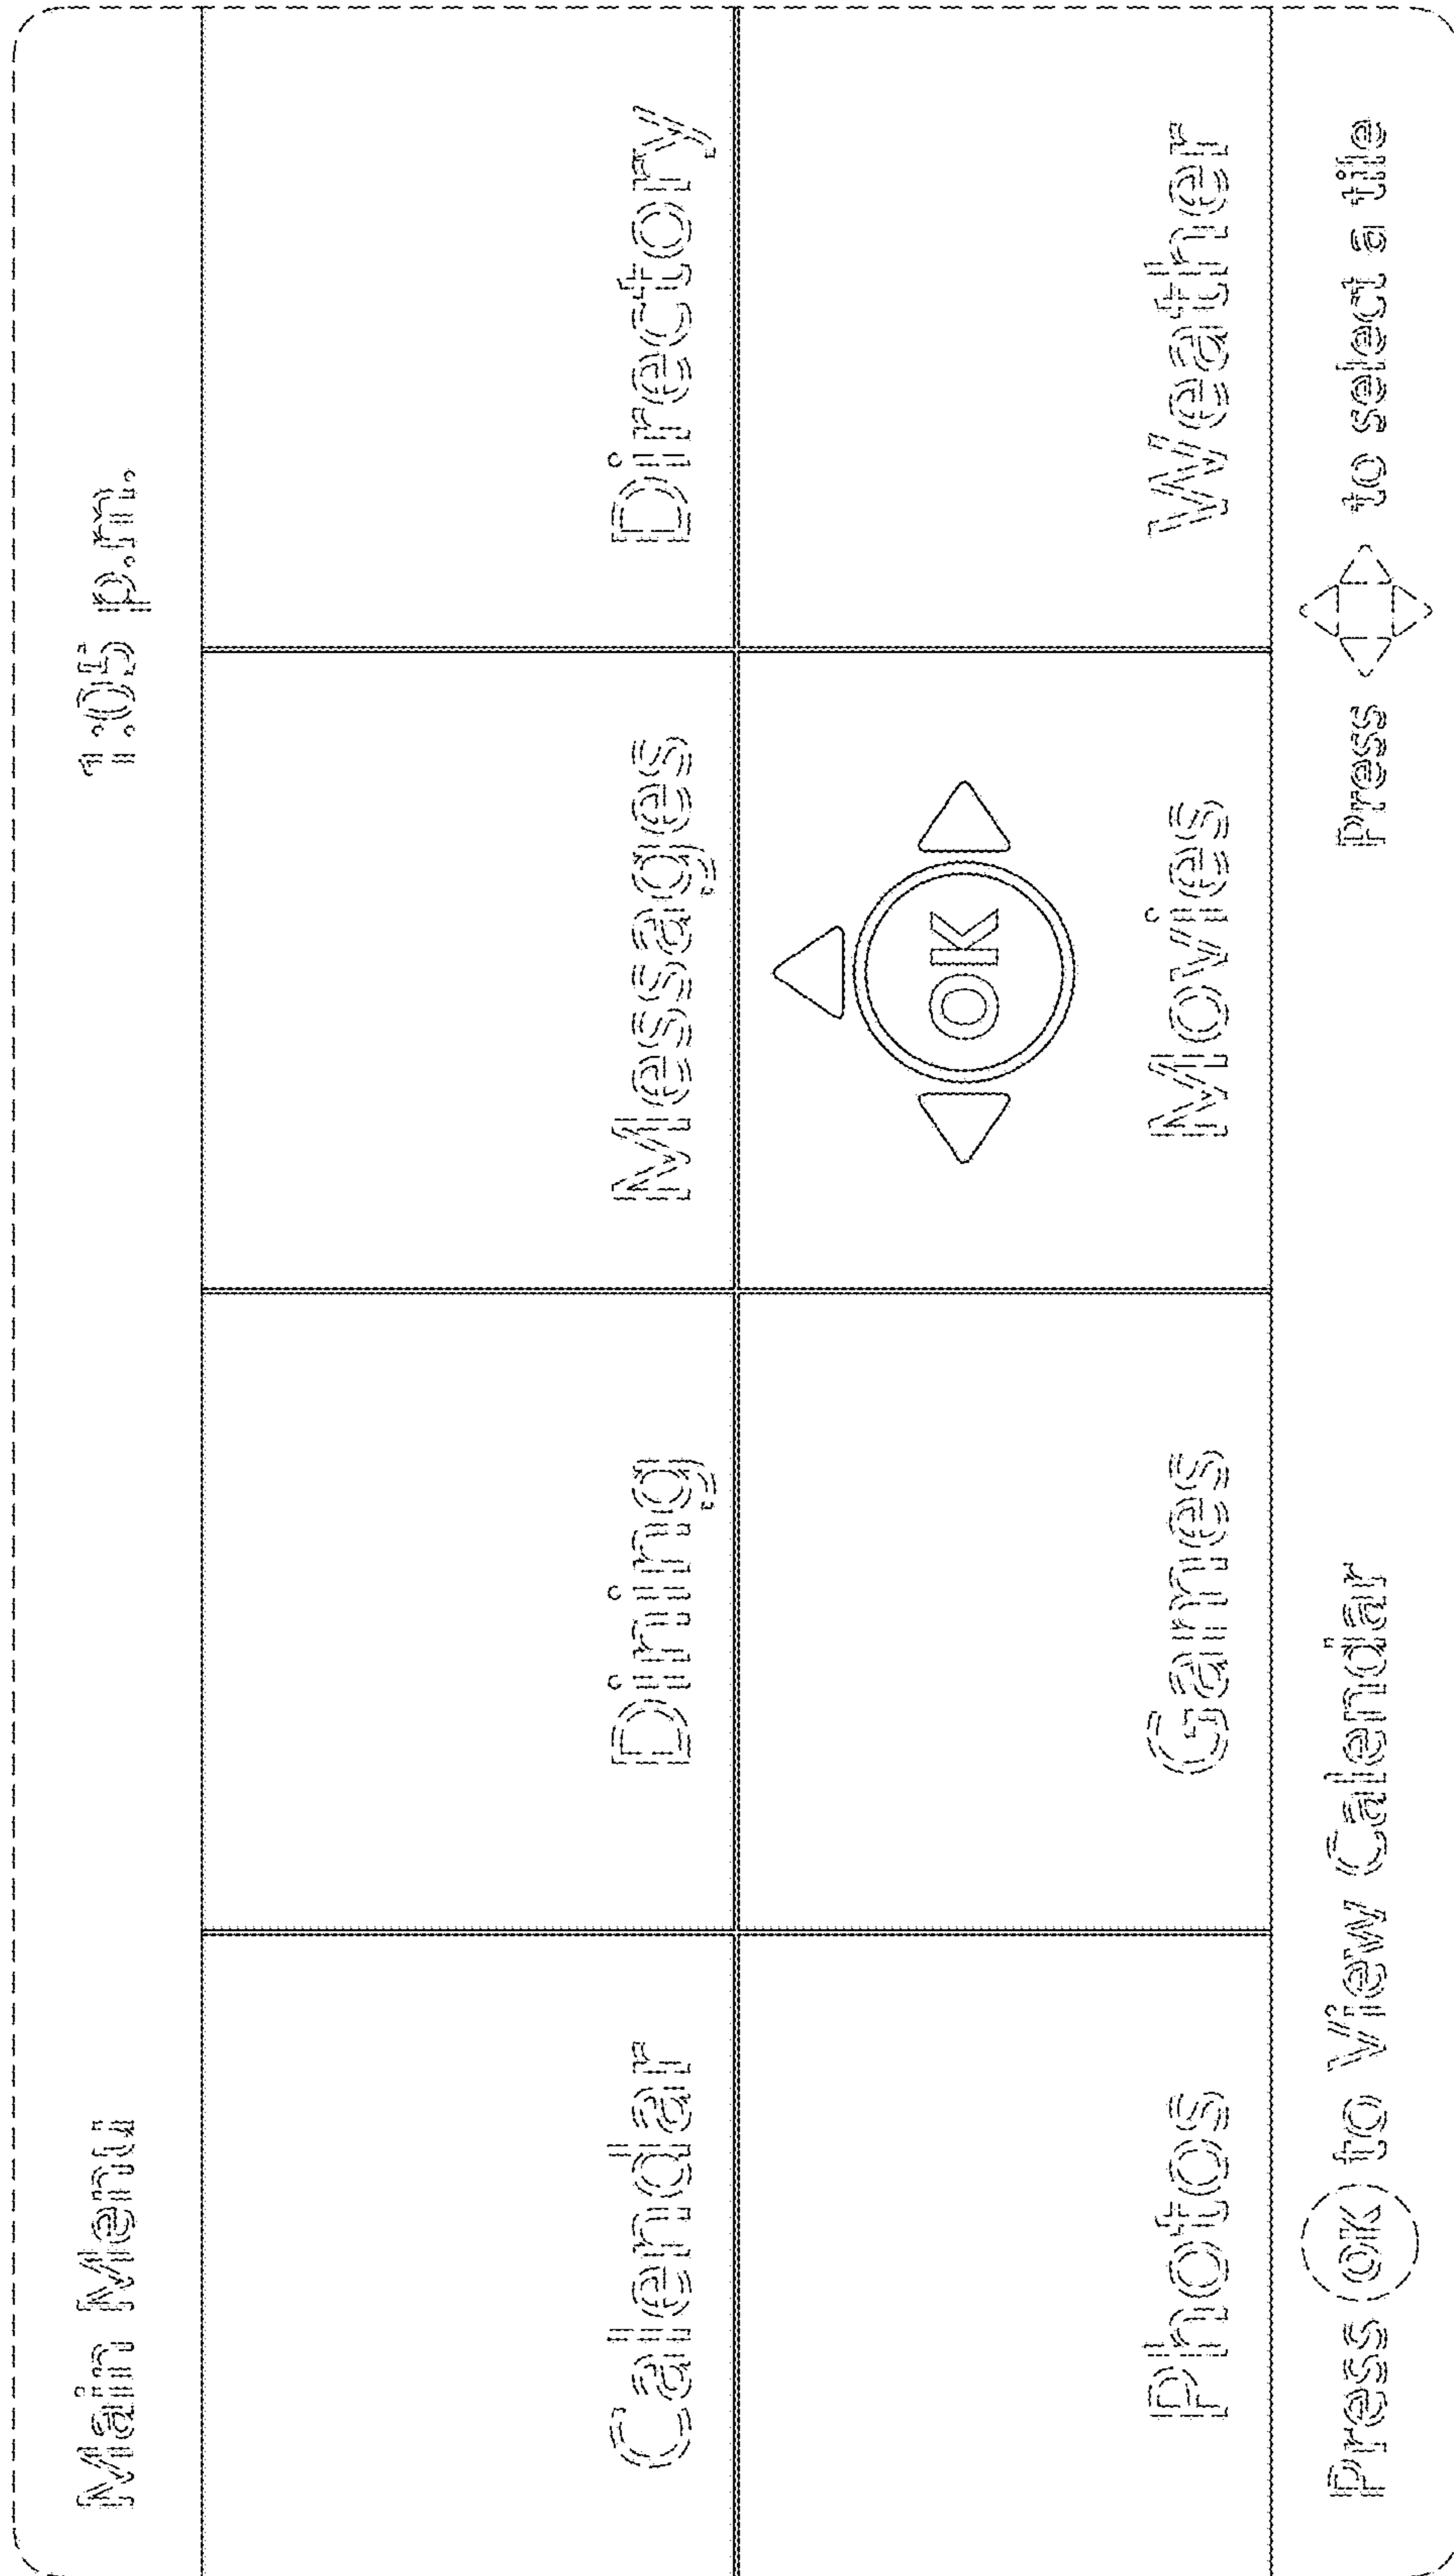 Main Menu 1:05 p.m.
Calendar Dining Messages Directory
OK
Photos Games Movies Weather
Press OK to View Calendar Press to select a tile